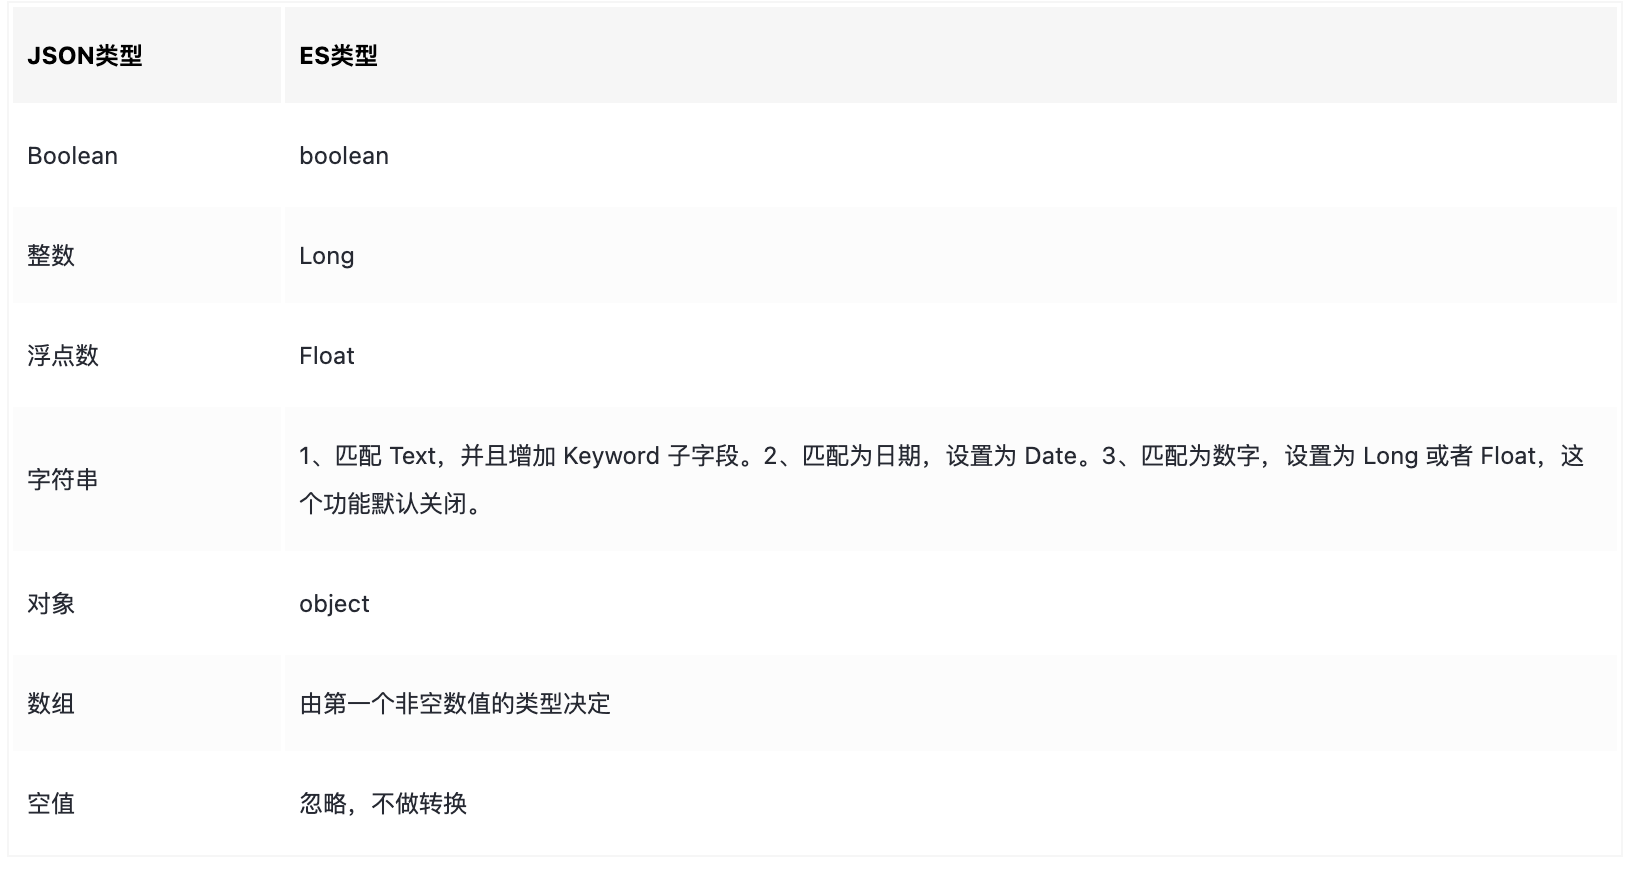 JSON类型 ES类型
Boolean boolean
整数 Long
浮点数 Float
字符串 1、匹配 Text，并且增加 Keyword 子字段。2、匹配为日期，设置为 Date。3、匹配为数字，设置为 Long 或者 Float，这
个功能默认关闭。
对象 object
数组 由第一个非空数值的类型决定
空值 忽略，不做转换